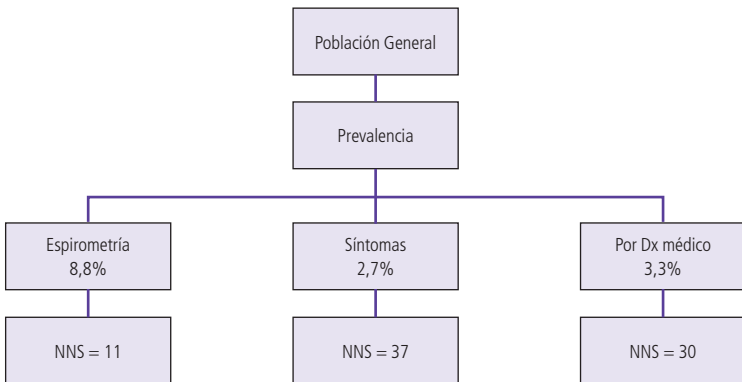 Población General
Prevalencia
Espirometría
8,8%
Síntomas
2,7%
Por Dx médico
3,3%
NNS = 11
NNS = 37
NNS = 30